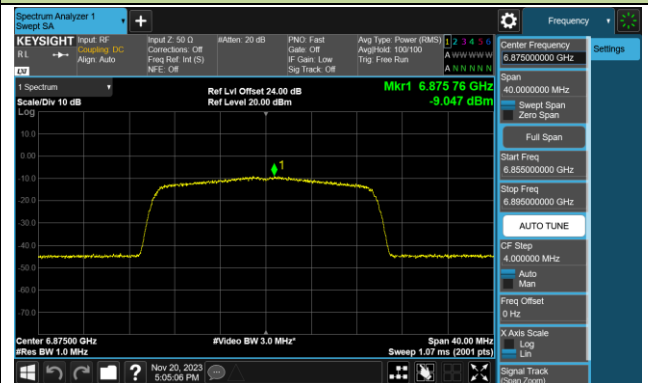 Spectrum Analyzer 1
Swept SA
+
Frequency
KEYSIGHT
RL
LXI
Input: RF
Coupling: DC
Align: Auto
Input Z: 50 Ω
Corrections: Off
Freq Ref: Int (S)
NFE: Off
#Atten: 20 dB
PNO: Fast
Gate: Off
IF Gain: Low
Sig Track: Off
Avg Type: Power (RMS)
Avg|Hold: 100/100
Trig: Free Run
1 2 3 4 5 6
A W W W W W
A N N N N N
1 Spectrum
Scale/Div 10 dB
Log
Ref Lvl Offset 24.00 dB
Ref Level 20.00 dBm
Mkr1 6.875 76 GHz
-9.047 dBm
10.0
0.00
-10.0
-20.0
-30.0
-40.0
-50.0
-60.0
-70.0
1
Center 6.87500 GHz
#Res BW 1.0 MHz
#Video BW 3.0 MHz*
Span 40.00 MHz
Sweep 1.07 ms (2001 pts)
Nov 20, 2023
5:05:06 PM
Center Frequency
6.875000000 GHz
Settings
Span
40.0000000 MHz
Swept Span
Zero Span
Full Span
Start Freq
6.855000000 GHz
Stop Freq
6.895000000 GHz
AUTO TUNE
CF Step
4.000000 MHz
Auto
Man
Freq Offset
0 Hz
X Axis Scale
Log
Lin
Signal Track
(Span Zoom)